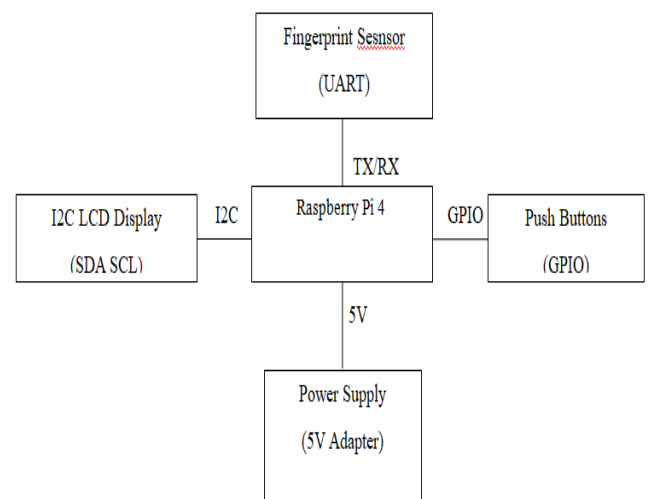 Fingerprint Sesnsor
(UART)
TX/RX
I2C LCD Display
(SDA SCL)
I2C
Raspberry Pi 4
GPIO
Push Buttons
(GPIO)
5V
Power Supply
(5V Adapter)